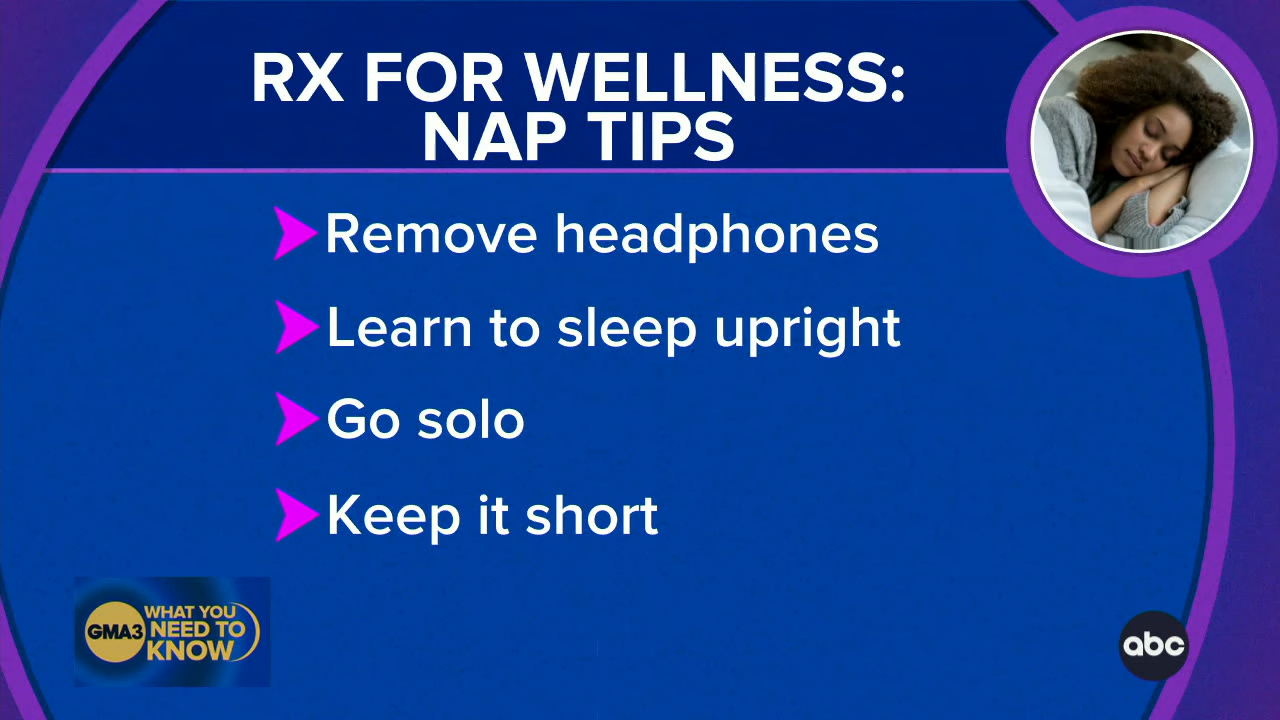 RX FOR WELLNESS:
NAP TIPS
Remove headphones
Learn to sleep upright
Go solo
Keep it short
GMA3
WHAT YOU
NEED TO
KNOW
abc